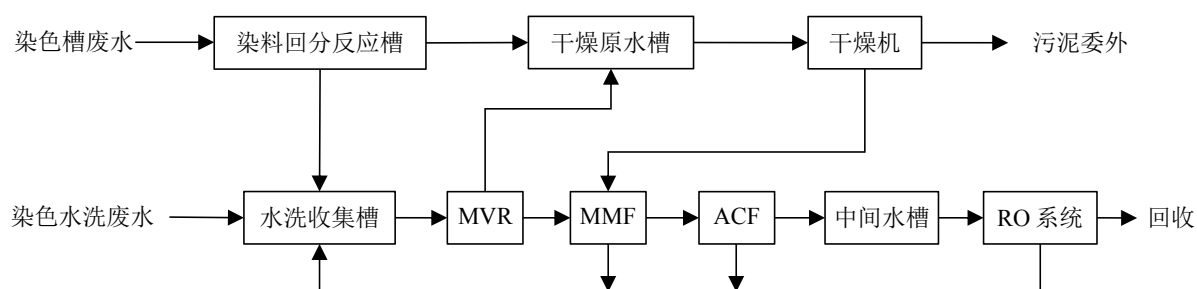 染色槽废水
染料回分反应槽
干燥原水槽
干燥机
污泥委外
染色水洗废水
水洗收集槽
MVR
MMF
ACF
中间水槽
RO 系统
回收